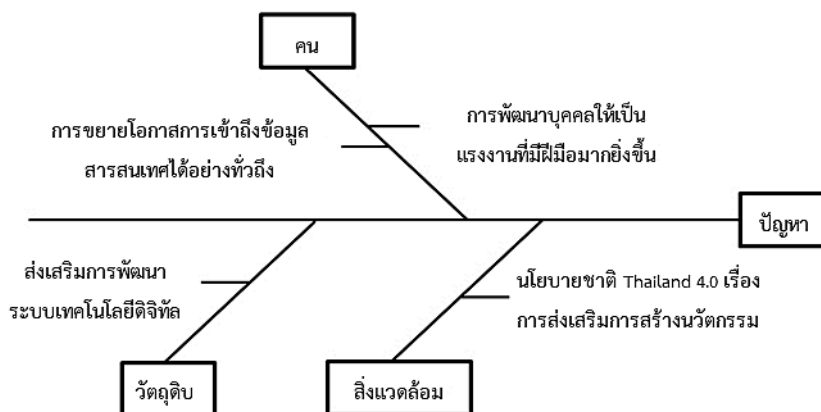 คน
การขยายโอกาสการเข้าถึงข้อมูล
สารสนเทศได้อย่างทั่วถึง
การพัฒนาบุคคลให้เป็น
แรงงานที่มีฝีมือมากยิ่งขึ้น
ปัญหา
ส่งเสริมการพัฒนา
ระบบเทคโนโลยีดิจิทัล
นโยบายชาติ Thailand 4.0 เรื่อง
การส่งเสริมการสร้างนวัตกรรม
วัตถุดิบ
สิ่งแวดล้อม